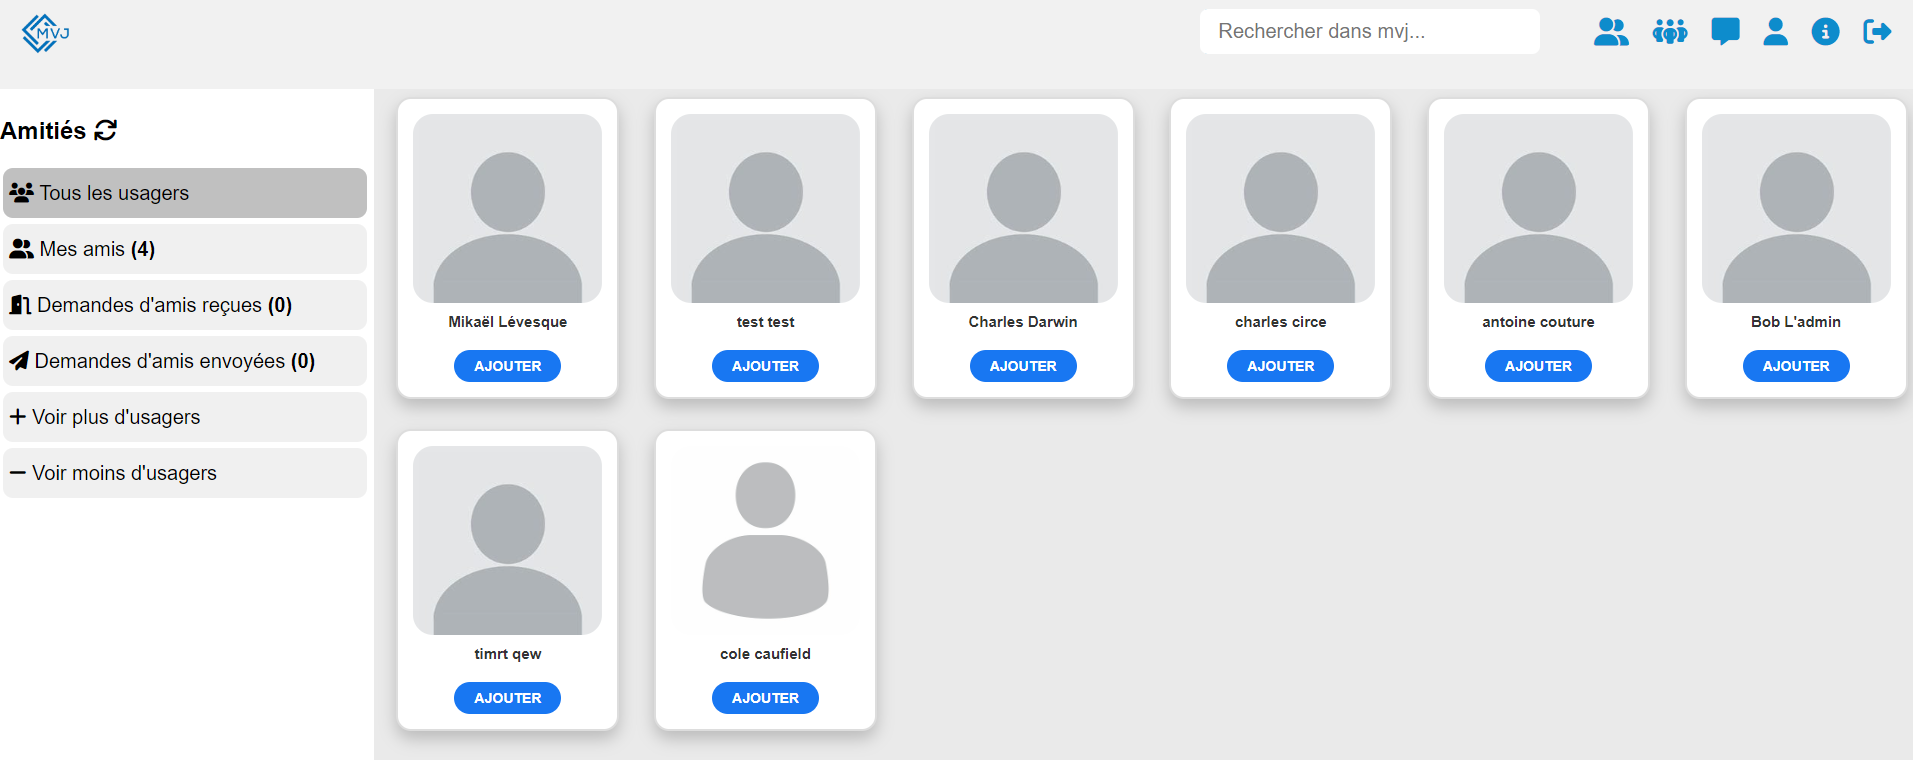 MVJ
Rechercher dans mvj...
Amitiés
Tous les usagers
Mes amis (4)
Demandes d'amis reçues (0)
Demandes d'amis envoyées (0)
Voir plus d'usagers
Voir moins d'usagers
Mikaël Lévesque
AJOUTER
test test
AJOUTER
Charles Darwin
AJOUTER
charles circe
AJOUTER
antoine couture
AJOUTER
Bob L'admin
AJOUTER
timrt qew
AJOUTER
cole caufield
AJOUTER